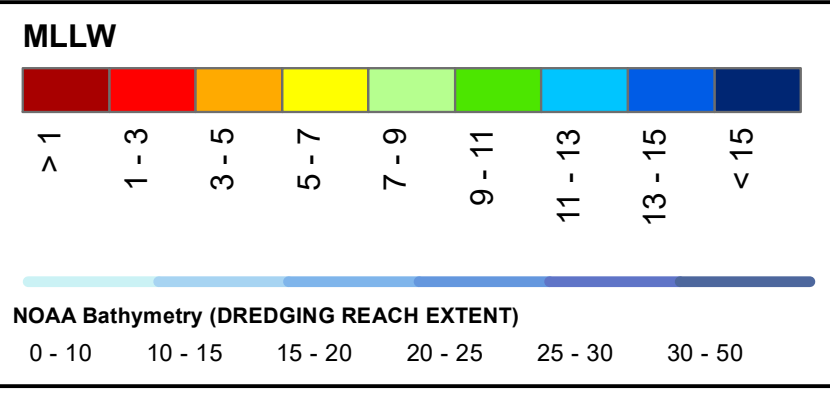 MLLW
> 1
1 - 3
3 - 5
5 - 7
7 - 9
9 - 11
11 - 13
13 - 15
< 15
NOAA Bathymetry (DREDGING REACH EXTENT)
0 - 10 10 - 15 15 - 20 20 - 25 25 - 30 30 - 50